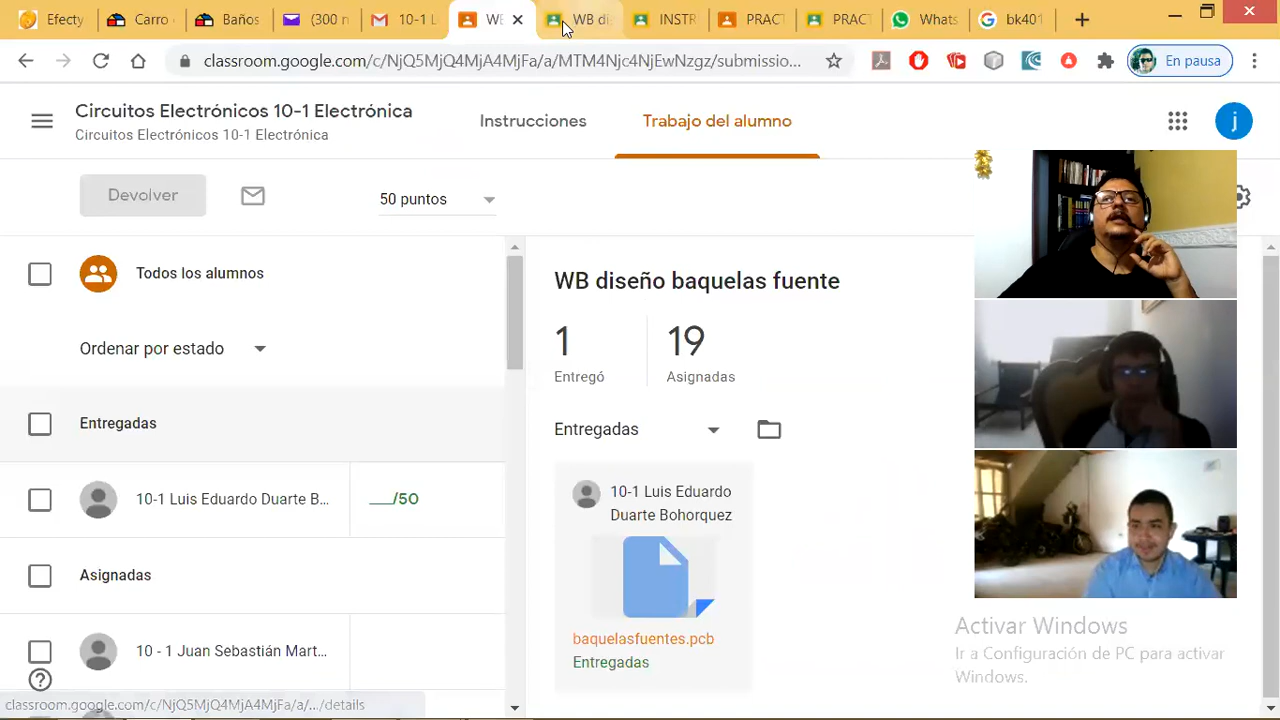 Efecty
Carro
Baños
(300 n
10-1 L
WE
WB di
INSTR
PRACT
PRAC
Whats
bk401
classroom.google.com/c/NjQ5MjQ4MjA4MjFa/a/MTM4Njc4NjEwNzgz/submissio...
En pausa
Circuitos Electrónicos 10-1 Electrónica
Circuitos Electrónicos 10-1 Electrónica
Instrucciones
Trabajo del alumno
j
Devolver
50 puntos
Todos los alumnos
Ordenar por estado
Entregadas
10-1 Luis Eduardo Duarte B...
___/50
Asignadas
10 - 1 Juan Sebastián Mart...
WB diseño baquelas fuente
1
19
Entregó
Asignadas
Entregadas
10-1 Luis Eduardo
Duarte Bohorquez
baquelasfuentes.pcb
Entregadas
Activar Windows
Ir a Configuración de PC para activar
Windows.
classroom.google.com/c/NjQ5MjQ4MjA4MjFa/a/.../details